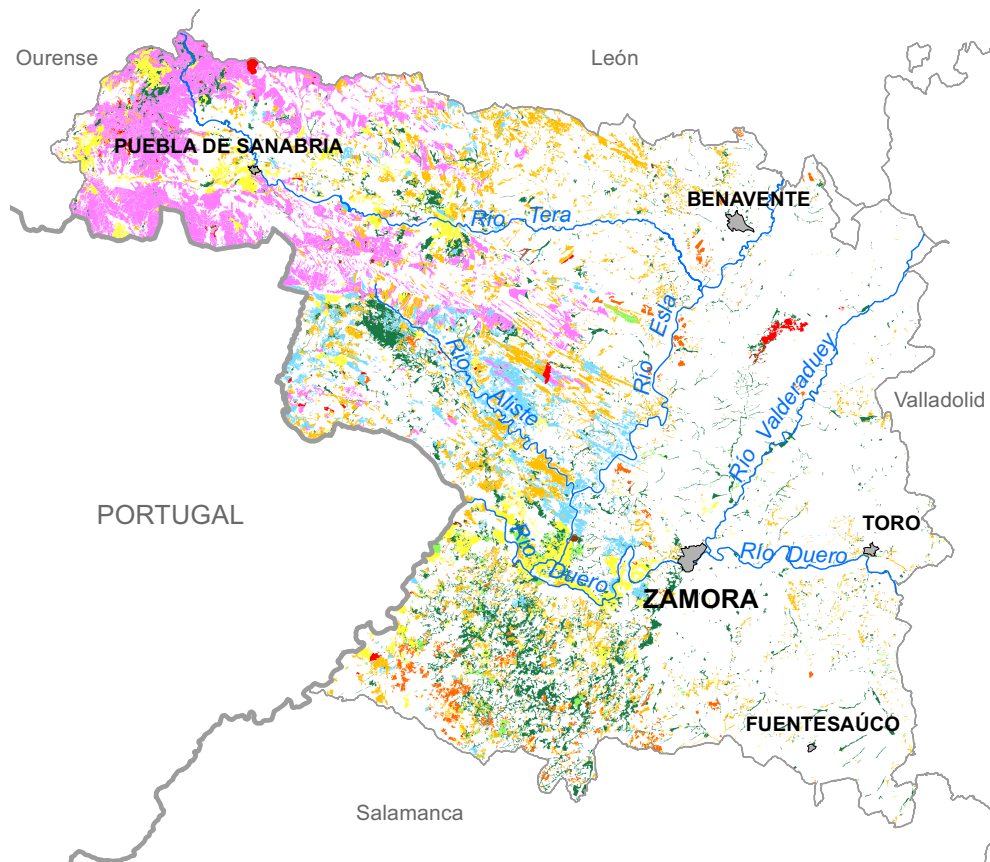 Ourense
León
PUEBLA DE SANABRIA
BENAVENTE
Río Tera
Río Esla
Río Aliste
Río Valderaduey
Valladolid
PORTUGAL
TORO
Río Duero
Río Duero
ZAMORA
FUENTESAÚCO
Salamanca